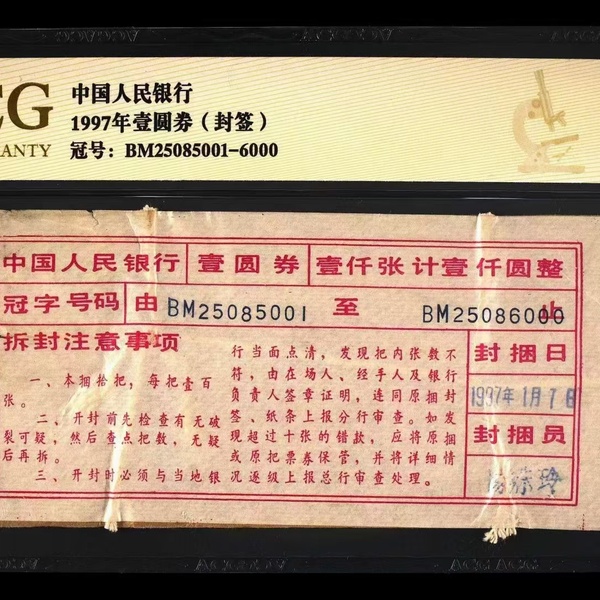 CG
中国人民银行
1997年壹圆券（封签）
RANTY
冠号：BM25085001-6000
中国人民银行 壹圆券 壹仟张计壹仟圆整
冠字号码 由 BM25085001 至 BM25086000 止
拆封注意事项
一、本捆拾把，每把壹百
张。
二、开封前先检查有无破
裂可疑，然后查点把数，无疑
后再拆。
三、开封时必须与当地银
行当面点清，发现把内张数不
符，由在场人、经手人及银行
负责人签章证明，连同原捆封
签、纸条上报分行审查。如发
现超过十张的错款，应将原捆
或原把票券保管，并将详细情
况逐级上报总行审查处理。
封捆日
1997年1月7日
封捆员